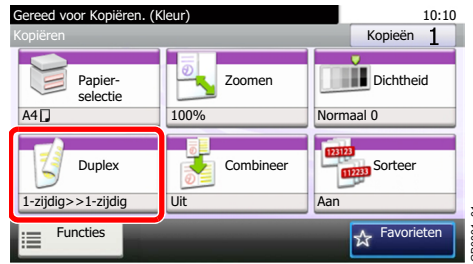 Gereed voor Kopiëren. (Kleur)
10:10
Kopiëren
Kopieën 1
Papier-
selectie
A4
Zoomen
100%
Dichtheid
Normaal 0
Duplex
1-zijdig>>1-zijdig
Combineer
Uit
123123
112233
Sorteer
Aan
Functies
Favorieten